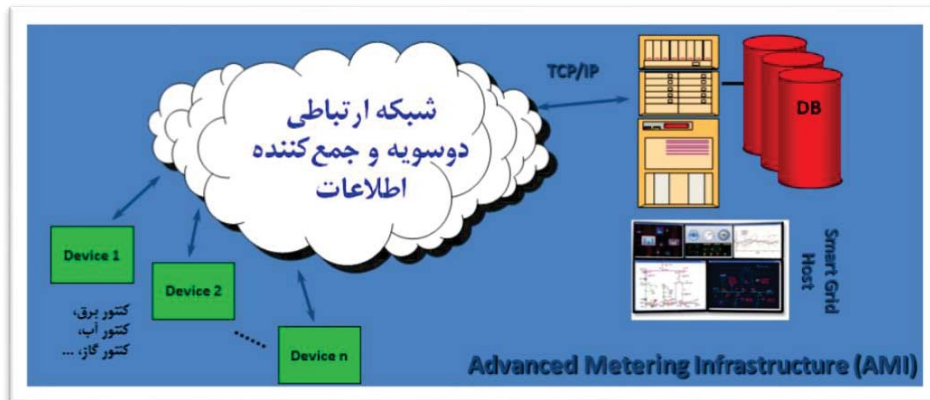 شبکه ارتباطی
دوسویه و جمع‌کننده
اطلاعات
TCP/IP
DB
Device 1
Device 2
Device n
کنتور برق،
کنتور آب،
کنتور گاز، ...
Smart Grid
Host
Advanced Metering Infrastructure (AMI)